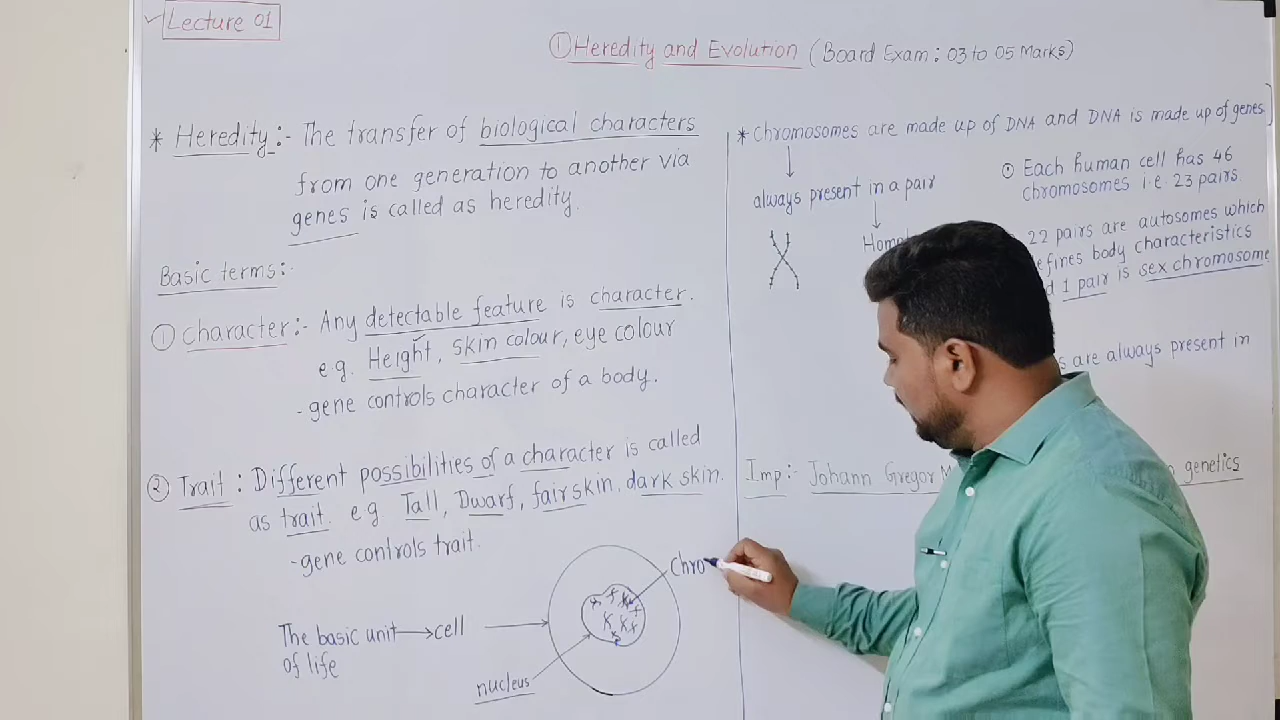 Lecture 01
① Heredity and Evolution (Board Exam: 03 to 05 Marks)
* Heredity:- The transfer of biological characters
from one generation to another via
genes is called as heredity.
Basic terms:-
① Character:- Any detectable feature is character.
e.g. Height, skin colour, eye colour
- gene controls character of a body.
② Trait: Different possibilities of a character is called
as trait. e.g Tall, Dwarf, fair skin, dark skin.
- gene controls trait.
The basic unit → cell
of life
nucleus
Chro
* Chromosomes are made up of DNA and DNA is made up of genes
always present in a pair
① Each human cell has 46
chromosomes i.e. 23 pairs.
22 pairs are autosomes which
body characteristics
1 pair is sex chromosome
are always present in
Imp:- Johann Gregor
genetics